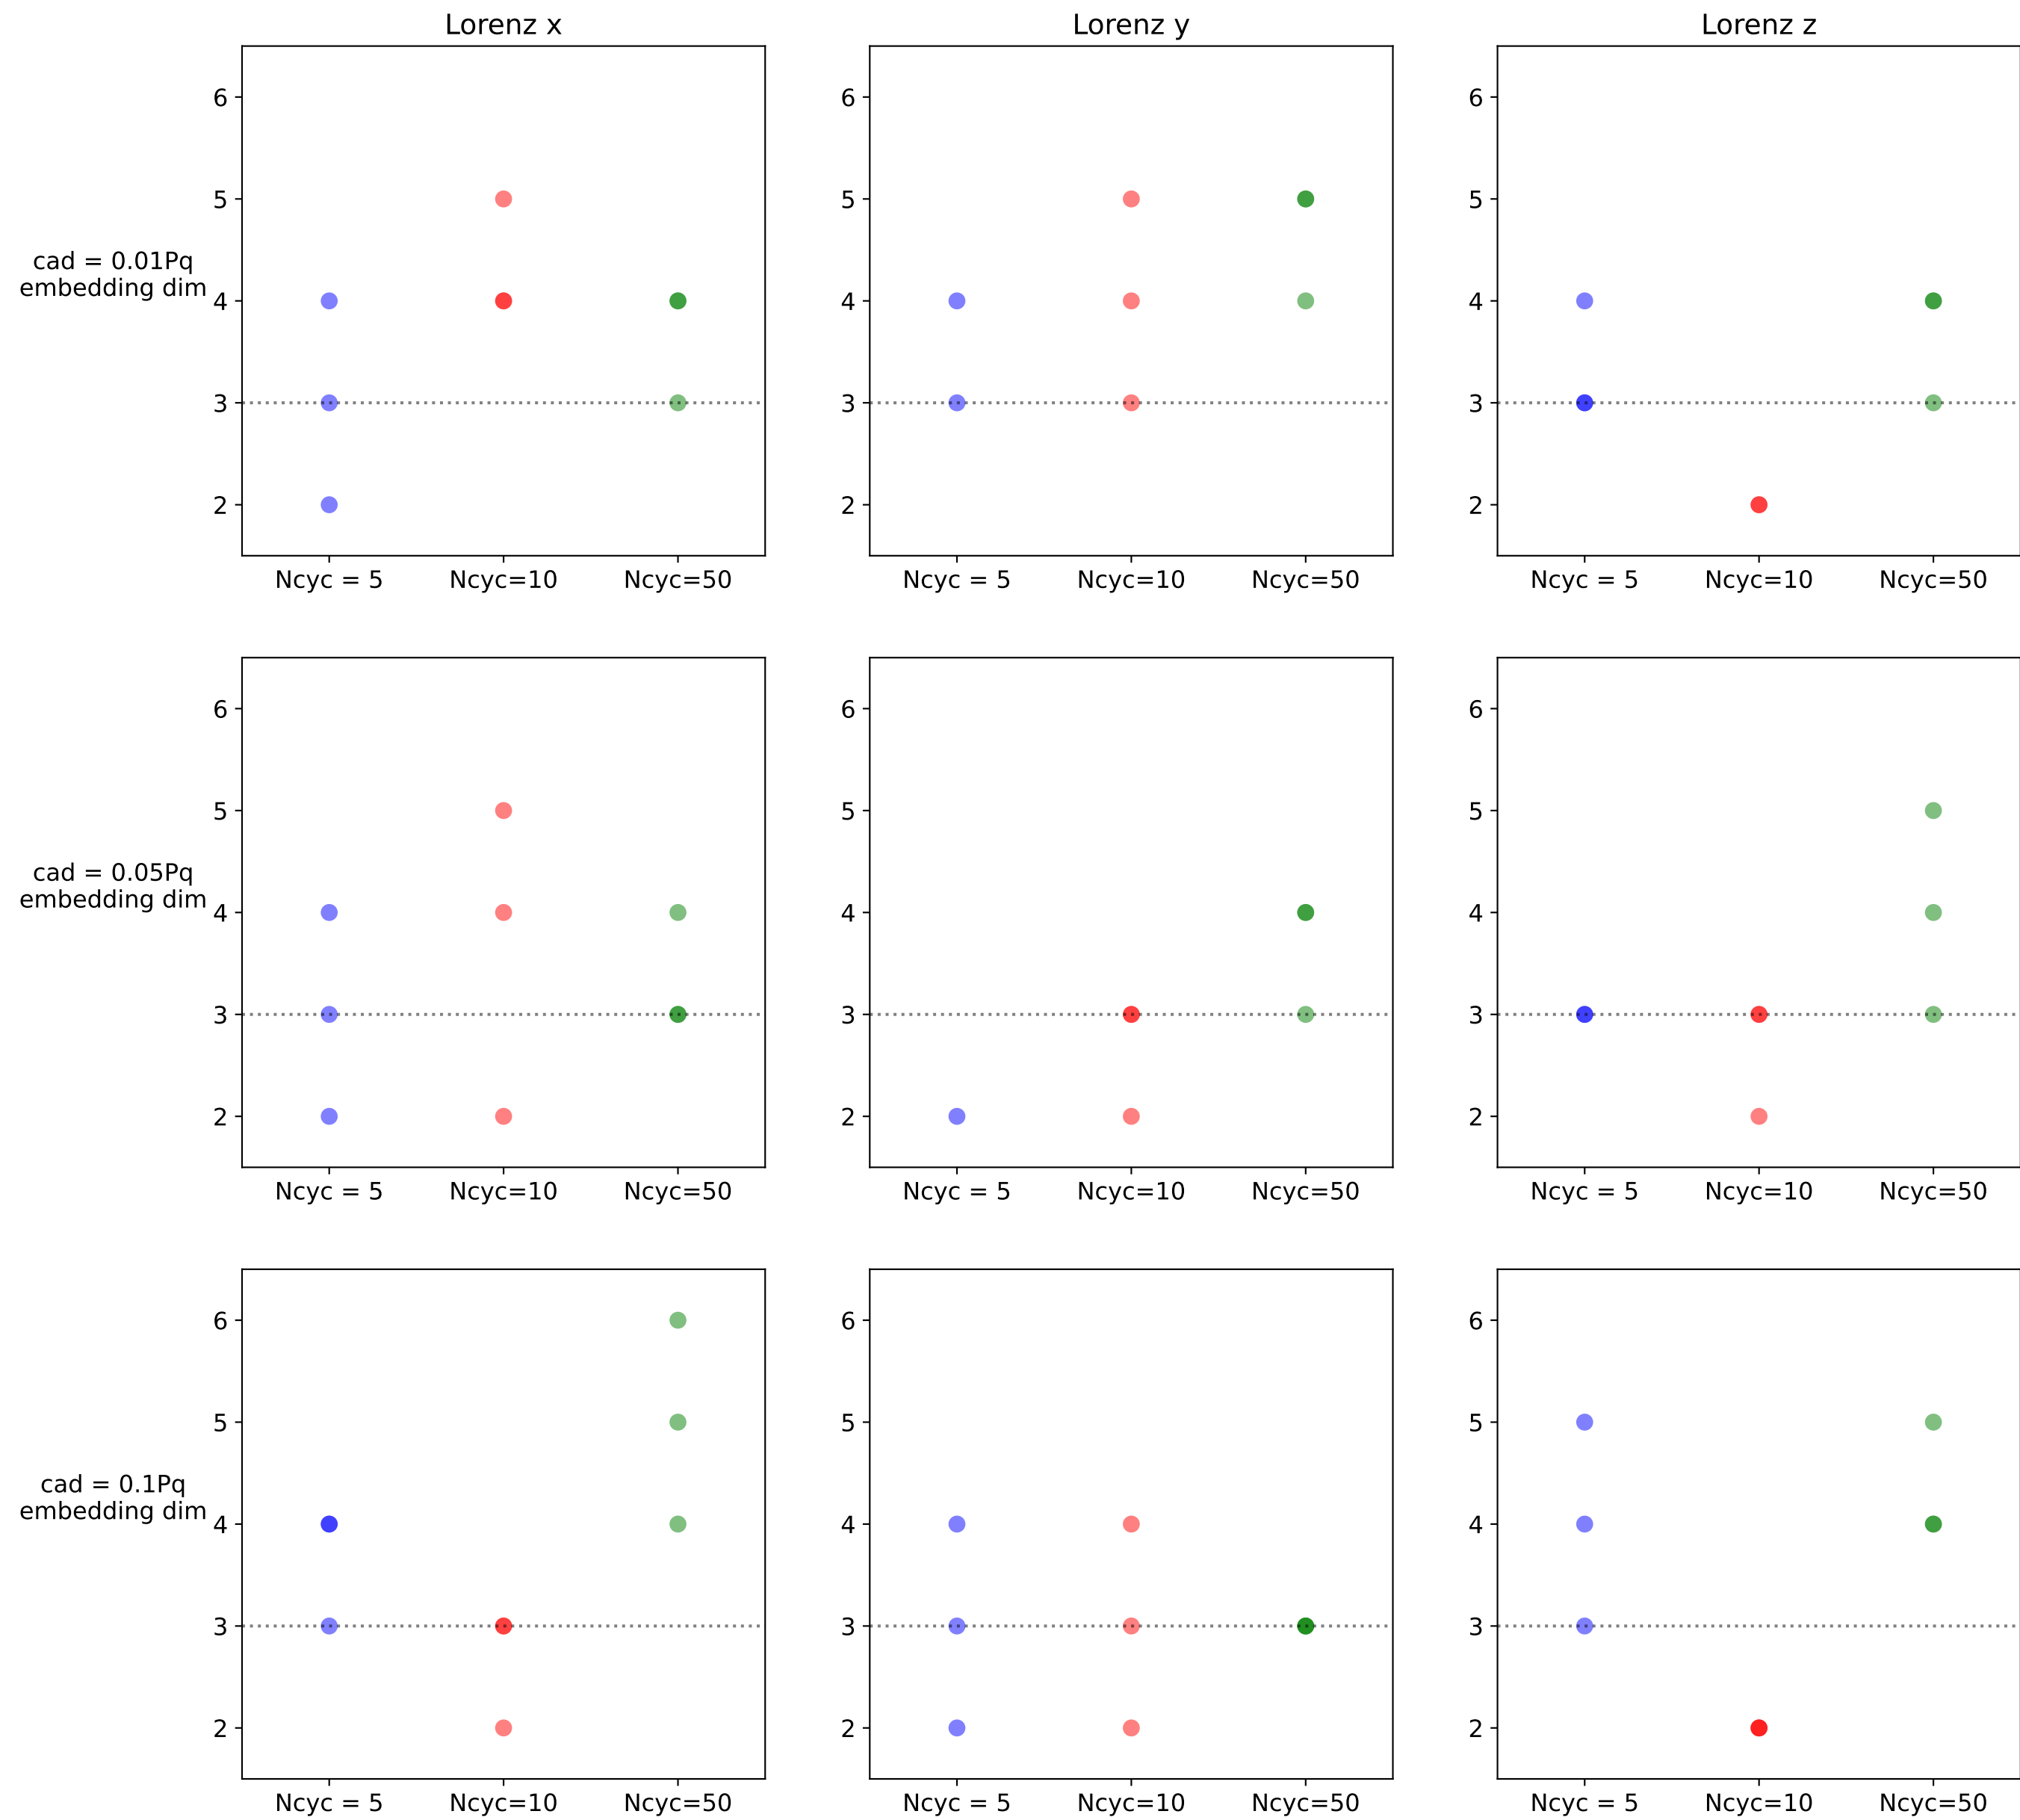 Lorenz x
Lorenz y
Lorenz z
cad = 0.01Pq
embedding dim
6
5
4
3
2
Ncyc = 5
Ncyc=10
Ncyc=50
6
5
4
3
2
Ncyc = 5
Ncyc=10
Ncyc=50
6
5
4
3
2
Ncyc = 5
Ncyc=10
Ncyc=50
cad = 0.05Pq
embedding dim
6
5
4
3
2
Ncyc = 5
Ncyc=10
Ncyc=50
6
5
4
3
2
Ncyc = 5
Ncyc=10
Ncyc=50
6
5
4
3
2
Ncyc = 5
Ncyc=10
Ncyc=50
cad = 0.1Pq
embedding dim
6
5
4
3
2
Ncyc = 5
Ncyc=10
Ncyc=50
6
5
4
3
2
Ncyc = 5
Ncyc=10
Ncyc=50
6
5
4
3
2
Ncyc = 5
Ncyc=10
Ncyc=50